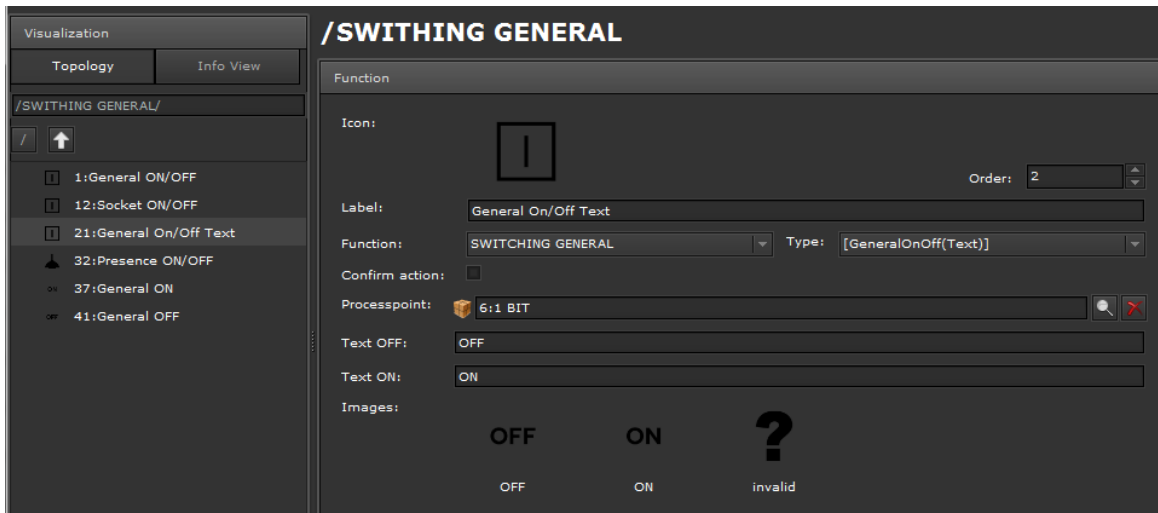 Visualization
Topology Info View
/SWITHING GENERAL/
/
1:General ON/OFF
12:Socket ON/OFF
21:General On/Off Text
32:Presence ON/OFF
ON 37:General ON
OFF 41:General OFF
/SWITHING GENERAL
Function
Icon:
Order: 2
Label: General On/Off Text
Function: SWITCHING GENERAL Type: [GeneralOnOff(Text)]
Confirm action:
Processpoint: 6:1 BIT
Text OFF: OFF
Text ON: ON
Images:
OFF ON ?
OFF ON invalid